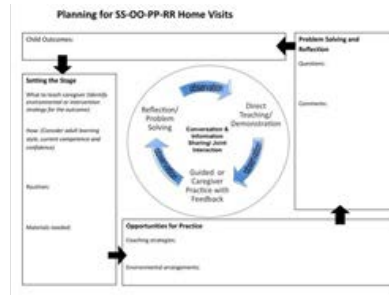 Planning for SS-OO-PP-RR Home Visits
Child Outcomes:
Problem Solving and
Reflection
Questions:
Comments:
Setting the Stage
What to teach caregiver (Identify
environmental or intervention
strategy for the outcome)
How: (Consider adult learning
style, current competence and
confidence)
Routines:
Materials needed:
observation
Reflection/
Problem
Solving
Direct
Teaching/
Demonstration
Conversation &
Information
Sharing/Joint
Interaction
observation
observation
Guided or
Caregiver
Practice with
Feedback
Opportunities for Practice
Coaching strategies:
Environmental arrangements: